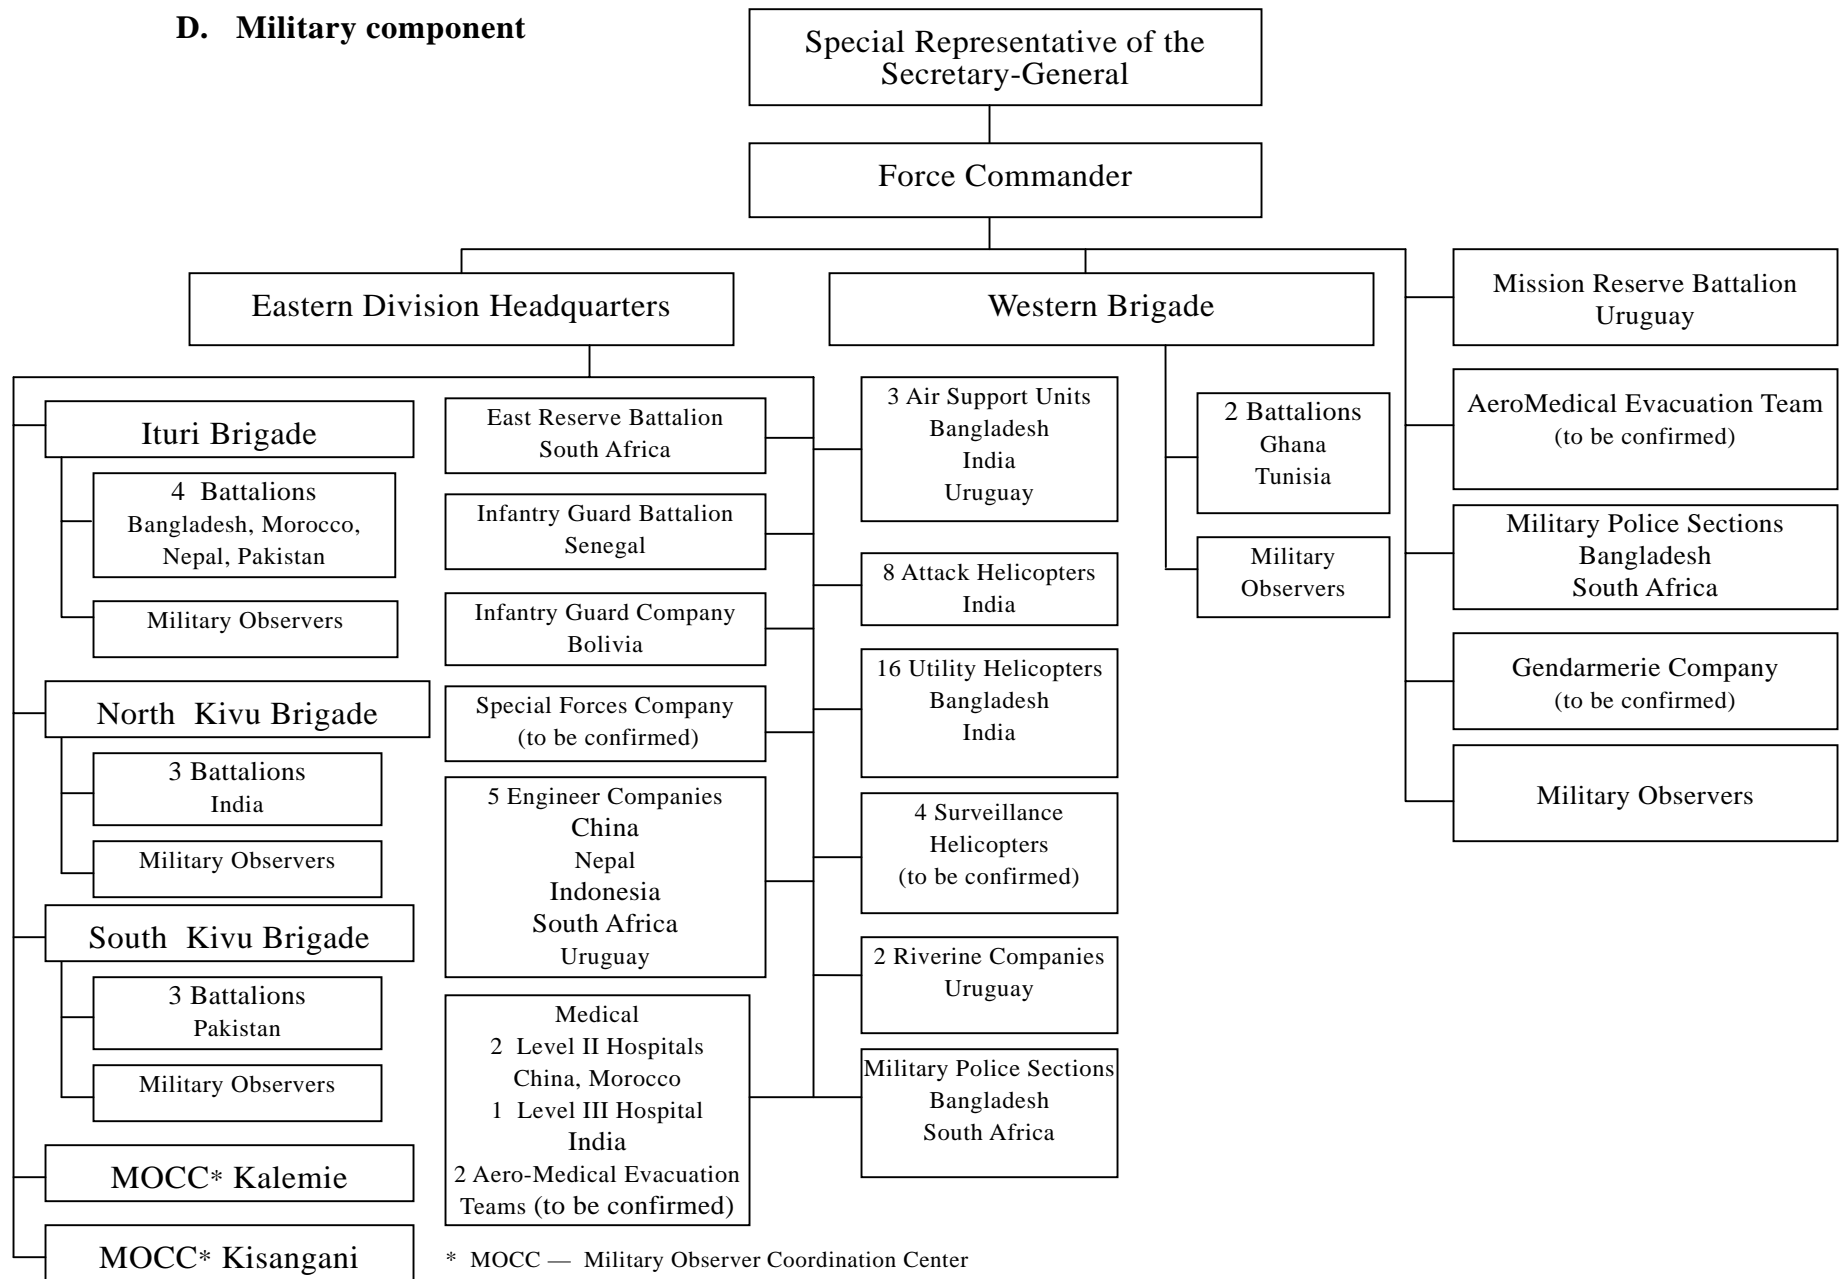 D. Military component
Special Representative of the
Secretary-General
Force Commander
Eastern Division Headquarters
Western Brigade
Mission Reserve Battalion
Uruguay
AeroMedical Evacuation Team
(to be confirmed)
Military Police Sections
Bangladesh
South Africa
Gendarmerie Company
(to be confirmed)
Military Observers
Ituri Brigade
4 Battalions
Bangladesh, Morocco,
Nepal, Pakistan
Military Observers
North Kivu Brigade
3 Battalions
India
Military Observers
South Kivu Brigade
3 Battalions
Pakistan
Military Observers
MOCC* Kalemie
MOCC* Kisangani
East Reserve Battalion
South Africa
Infantry Guard Battalion
Senegal
Infantry Guard Company
Bolivia
Special Forces Company
(to be confirmed)
5 Engineer Companies
China
Nepal
Indonesia
South Africa
Uruguay
Medical
2 Level II Hospitals
China, Morocco
1 Level III Hospital
India
2 Aero-Medical Evacuation
Teams (to be confirmed)
3 Air Support Units
Bangladesh
India
Uruguay
8 Attack Helicopters
India
16 Utility Helicopters
Bangladesh
India
4 Surveillance
Helicopters
(to be confirmed)
2 Riverine Companies
Uruguay
Military Police Sections
Bangladesh
South Africa
2 Battalions
Ghana
Tunisia
Military
Observers
* MOCC — Military Observer Coordination Center